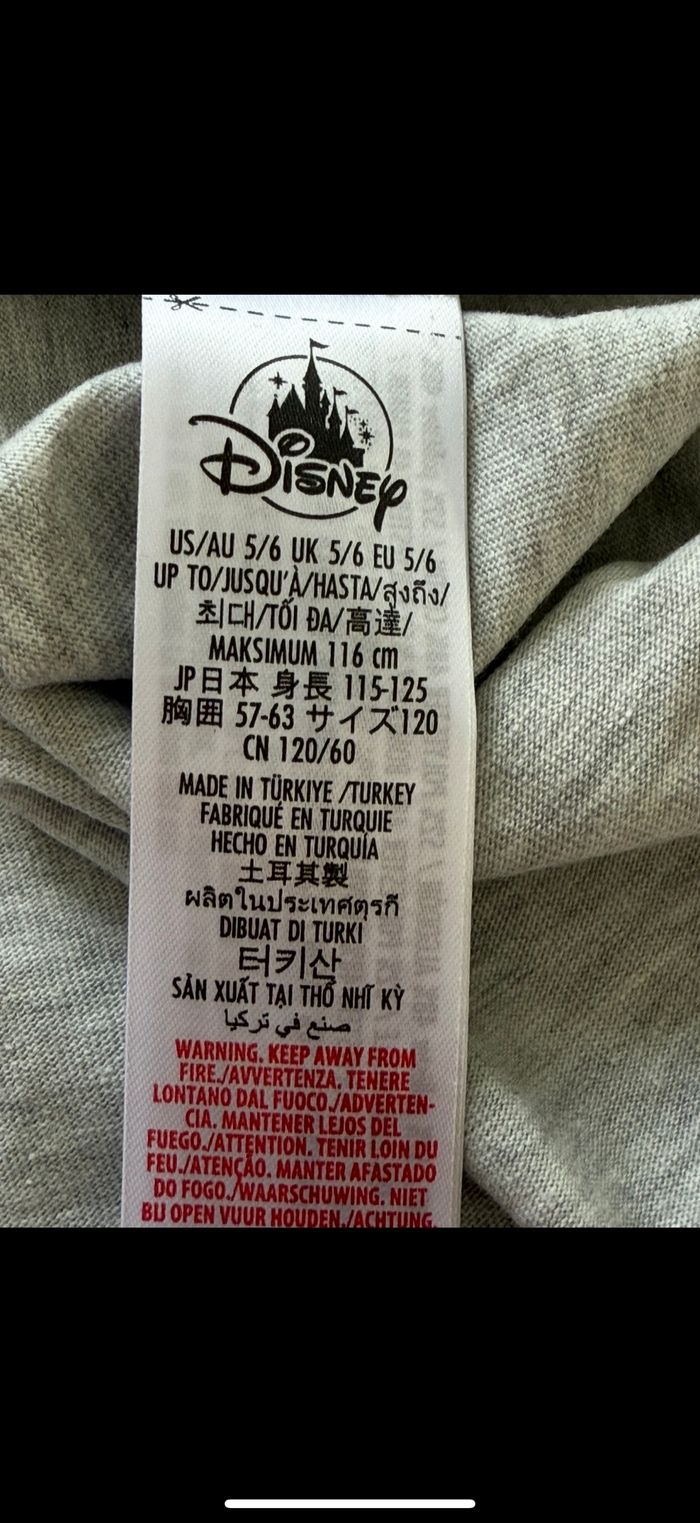 DISNEY
US/AU 5/6 UK 5/6 EU 5/6
UP TO/JUSQU'À/HASTA/สูงถึง/
최대/TỐI ĐA/高達/
MAKSIMUM 116 cm
JP日本 身長 115-125
胸囲 57-63 サイズ120
CN 120/60
MADE IN TÜRKIYE /TURKEY
FABRIQUÉ EN TURQUIE
HECHO EN TURQUÍA
土耳其製
ผลิตในประเทศตุรกี
DIBUAT DI TURKI
터키산
SẢN XUẤT TẠI THỔ NHĨ KỲ
صنع في تركيا
WARNING. KEEP AWAY FROM
FIRE./AVVERTENZA. TENERE
LONTANO DAL FUOCO./ADVERTEN-
CIA. MANTENER LEJOS DEL
FUEGO./ATTENTION. TENIR LOIN DU
FEU./ATENÇÃO. MANTER AFASTADO
DO FOGO./WAARSCHUWING. NIET
BIJ OPEN VUUR HOUDEN./ACHTUNG.